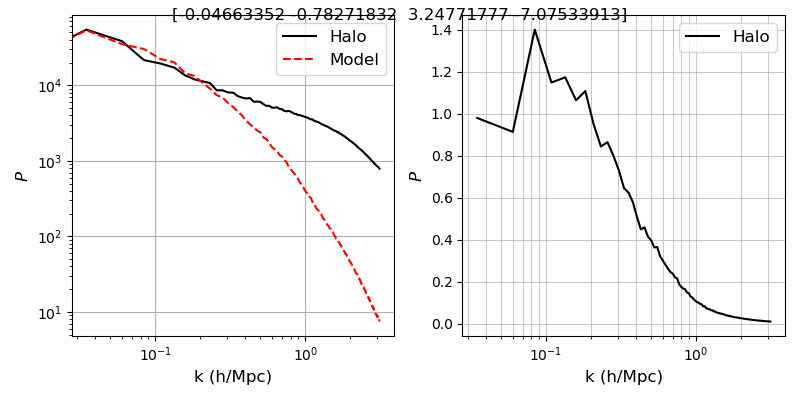 [ 0.04663352 0.78271832 3.24771777 7.07533913]
Halo
Model
P
10⁴
10³
10²
10¹
10⁻¹
10⁰
k (h/Mpc)
Halo
P
1.4
1.2
1.0
0.8
0.6
0.4
0.2
0.0
10⁻¹
10⁰
k (h/Mpc)